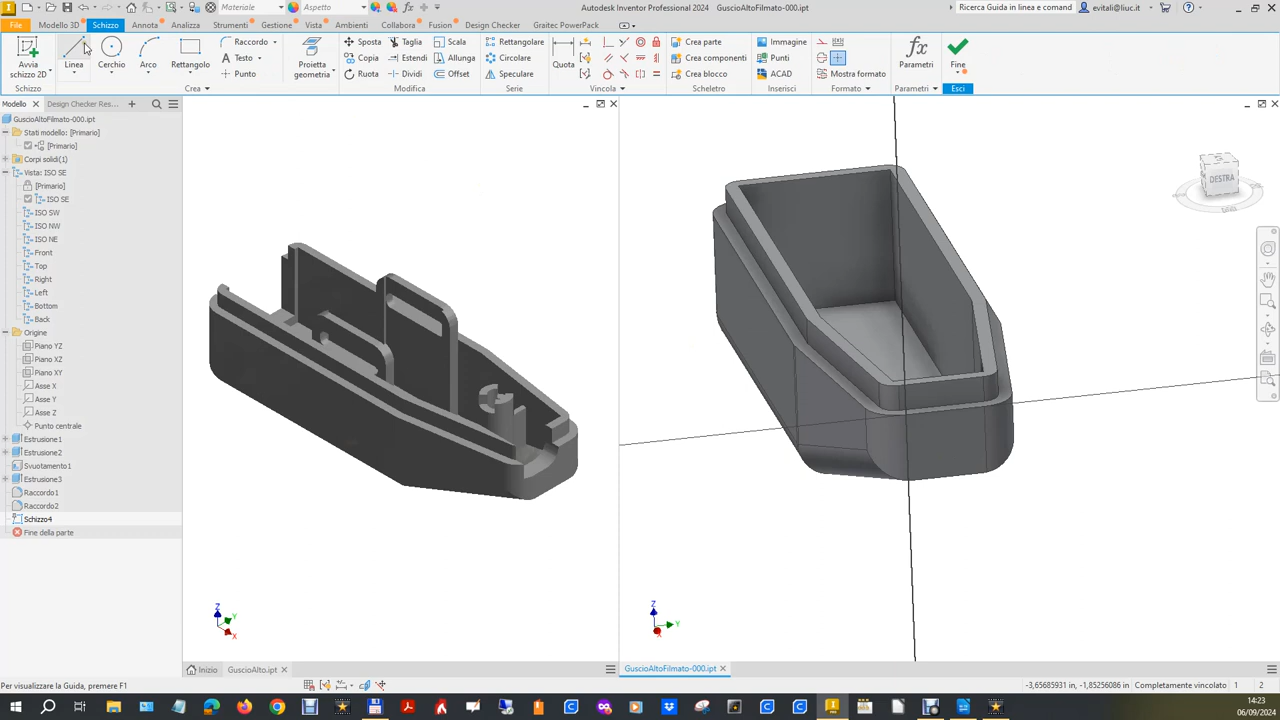 Materiale
Aspetto
Autodesk Inventor Professional 2024 GuscioAltoFilmato-000.ipt
Ricerca Guida in linea e comandi
evitali@liuc.it
File
Modello 3D
Schizzo
Annota
Analizza
Strumenti
Gestione
Vista
Ambienti
Collabora
Fusion
Design Checker
Greitec PowerPack
Avvia
schizzo 2D
Linea
Cerchio
Arco
Rettangolo
Raccordo
Testo
Punto
Proietta
geometria
Sposta
Copia
Ruota
Taglia
Estendi
Dividi
Scala
Allunga
Offset
Rettangolare
Circolare
Speculare
Quota
Crea parte
Crea componenti
Crea blocco
Immagine
Punti
ACAD
Mostra formato
Parametri
Fine
Schizzo
Crea
Modifica
Serie
Vincola
Scheletro
Inserisci
Formato
Parametri
Esci
Modello
Design Checker Res...
GuscioAltoFilmato-000.ipt
Stati modello: [Primario]
[Primario]
Corpi solidi(1)
Vista: ISO SE
[Primario]
ISO SE
ISO SW
ISO NW
ISO NE
Front
Top
Right
Left
Bottom
Back
Origine
Piano YZ
Piano XZ
Piano XY
Asse X
Asse Y
Asse Z
Punto centrale
Estrusione1
Estrusione2
Svuotamento1
Estrusione3
Raccordo1
Raccordo2
Schizzo4
Fine della parte
DESTRA
Z
Y
X
Z
Y
X
Inizio
GuscioAlto.ipt
GuscioAltoFilmato-000.ipt
Per visualizzare la Guida, premere F1
-3,65685931 in, -1,85256086 in
Completamente vincolato
1
2
14:23
06/09/2024